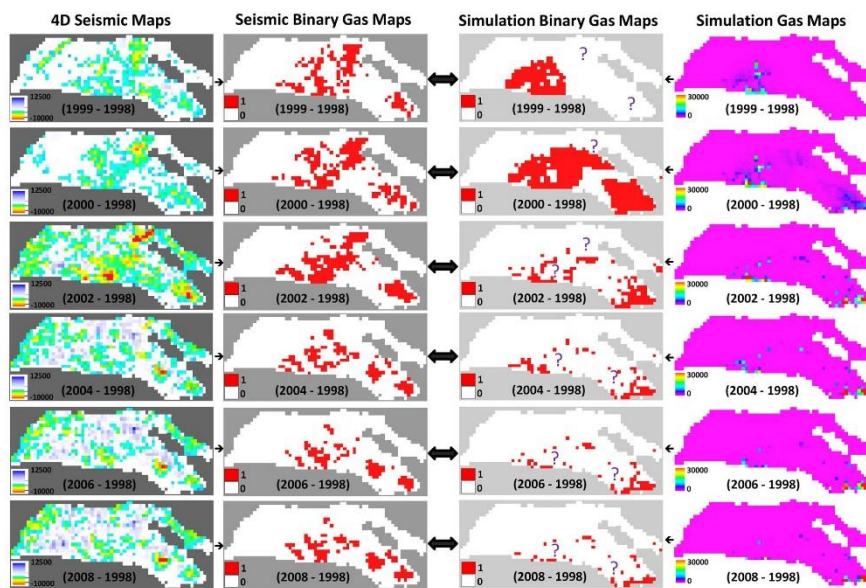 4D Seismic Maps
Seismic Binary Gas Maps
Simulation Binary Gas Maps
Simulation Gas Maps
12500
-10000
(1999 - 1998)
1
0
(1999 - 1998)
?
?
1
0
(1999 - 1998)
30000
0
(1999 - 1998)
12500
-10000
(2000 - 1998)
1
0
(2000 - 1998)
?
1
0
(2000 - 1998)
30000
0
(2000 - 1998)
12500
-10000
(2002 - 1998)
1
0
(2002 - 1998)
?
?
1
0
(2002 - 1998)
30000
0
(2002 - 1998)
12500
-10000
(2004 - 1998)
1
0
(2004 - 1998)
?
?
1
0
(2004 - 1998)
30000
0
(2004 - 1998)
12500
-10000
(2006 - 1998)
1
0
(2006 - 1998)
?
?
1
0
(2006 - 1998)
30000
0
(2006 - 1998)
12500
-10000
(2008 - 1998)
1
0
(2008 - 1998)
?
?
1
0
(2008 - 1998)
30000
0
(2008 - 1998)